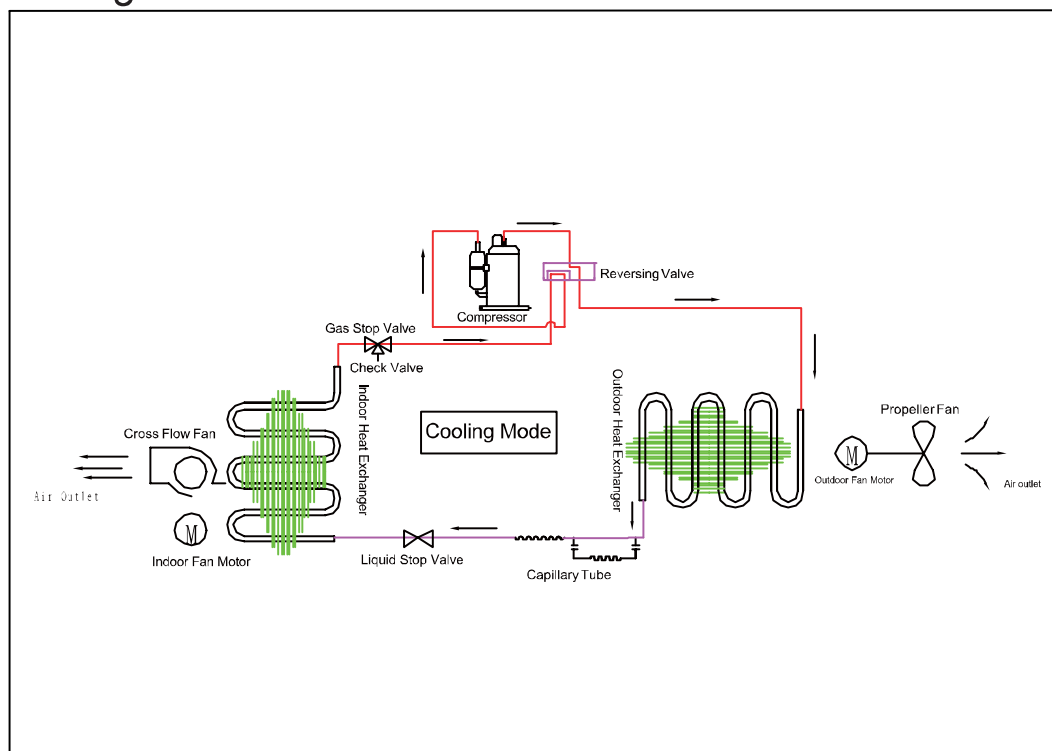 Reversing Valve
Compressor
Gas Stop Valve
Check Valve
Indoor Heat Exchanger
Outdoor Heat Exchanger
Cooling Mode
Propeller Fan
Cross Flow Fan
M
Outdoor Fan Motor
Air outlet
Air Outlet
M
Indoor Fan Motor
Liquid Stop Valve
Capillary Tube